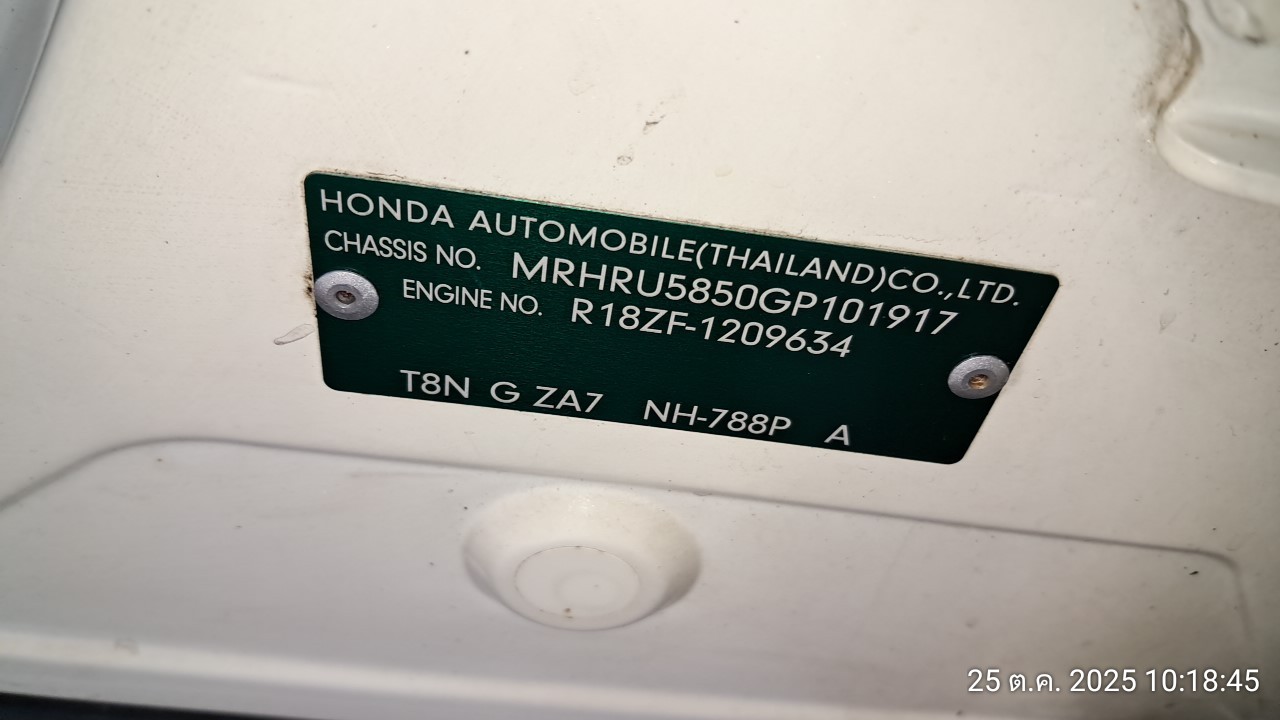 HONDA AUTOMOBILE(THAILAND)CO.,LTD.
CHASSIS NO. MRHRU5850GP101917
ENGINE NO. R18ZF-1209634
T8N G ZA7 NH-788P A
25 ต.ค. 2025 10:18:45